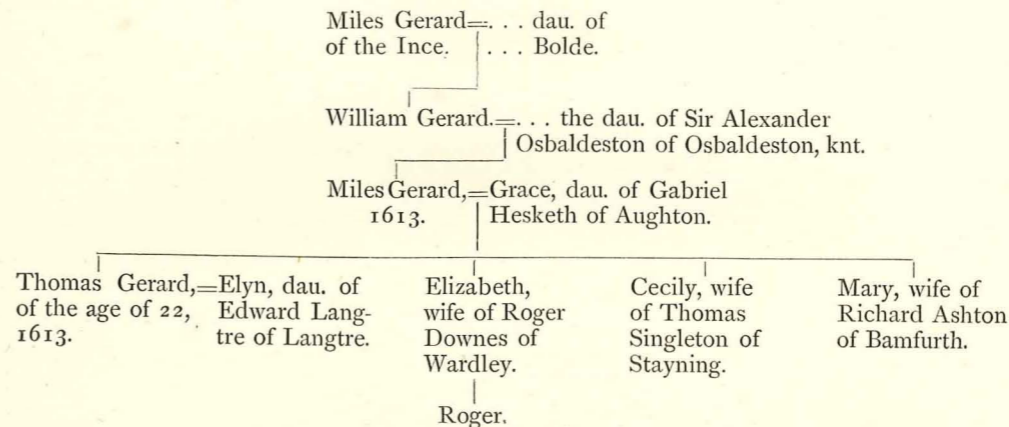 Miles Gerard=. . . dau. of
of the Ince. . . . Bolde.
William Gerard.=. . . the dau. of Sir Alexander
Osbaldeston of Osbaldeston, knt.
Miles Gerard,=Grace, dau. of Gabriel
1613. Hesketh of Aughton.
Thomas Gerard,=Elyn, dau. of
of the age of 22, Edward Lang-
1613. tre of Langtre.
Elizabeth,
wife of Roger
Downes of
Wardley.
Cecily, wife
of Thomas
Singleton of
Stayning.
Mary, wife of
Richard Ashton
of Bamfurth.
Roger.